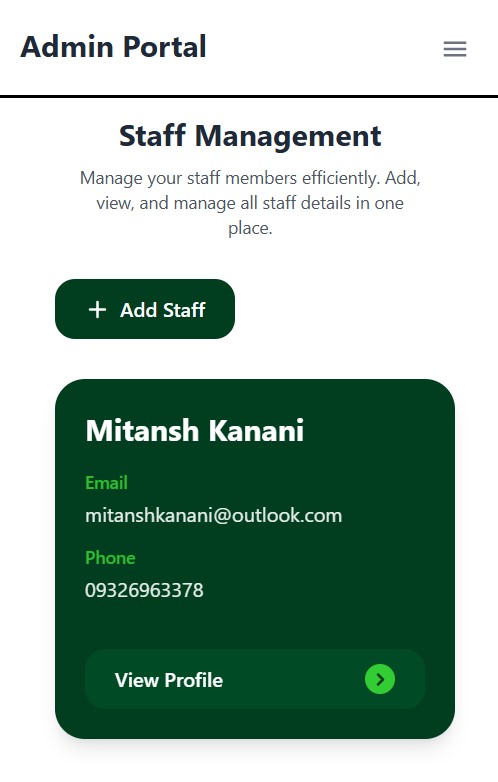 Admin Portal
Staff Management
Manage your staff members efficiently. Add,
view, and manage all staff details in one
place.
Add Staff
Mitansh Kanani
Email
mitanshkanani@outlook.com
Phone
09326963378
View Profile